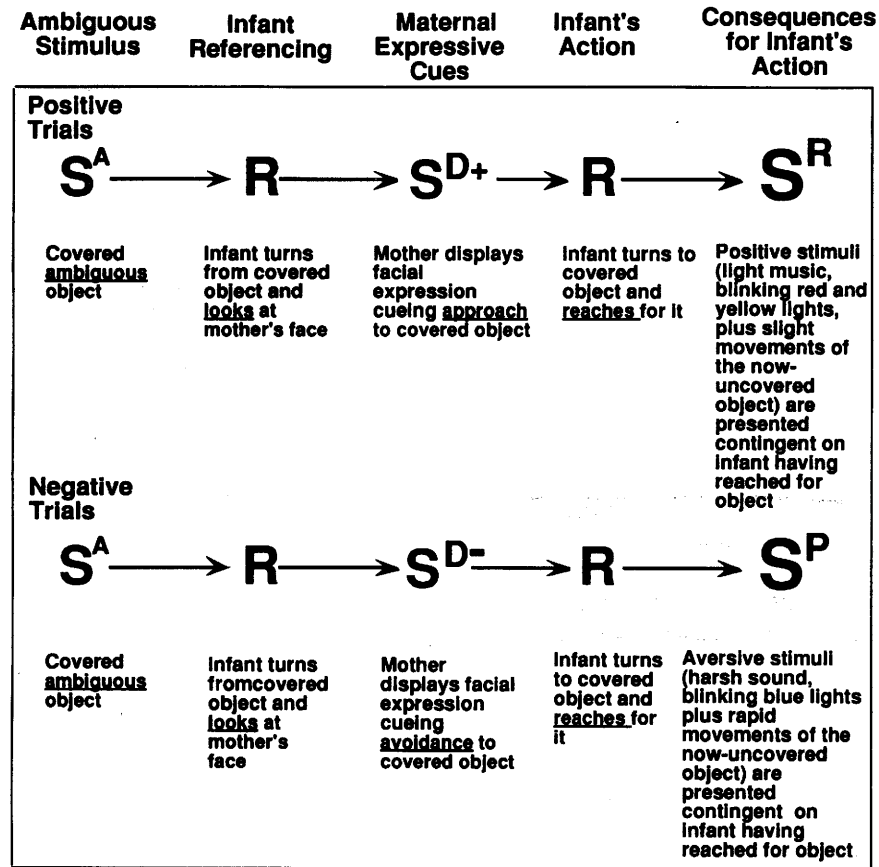 Ambiguous Stimulus
Infant Referencing
Maternal Expressive Cues
Infant's Action
Consequences for Infant's Action
Positive
Trials
S^A → R → S^D+ → R → S^R
Covered
ambiguous
object
Infant turns
from covered
object and
looks at
mother's face
Mother displays
facial
expression
cueing approach
to covered object
Infant turns to
covered
object and
reaches for it
Positive stimuli
(light music,
blinking red and
yellow lights,
plus slight
movements of
the now-
uncovered
object) are
presented
contingent on
infant having
reached for
object
Negative
Trials
S^A → R → S^D- → R → S^P
Covered
ambiguous
object
Infant turns
fromcovered
object and
looks at
mother's
face
Mother
displays facial
expression
cueing
avoidance to
covered object
Infant turns
to covered
object and
reaches for
it
Aversive stimuli
(harsh sound,
blinking blue lights
plus rapid
movements of the
now-uncovered
object) are
presented
contingent on
infant having
reached for object